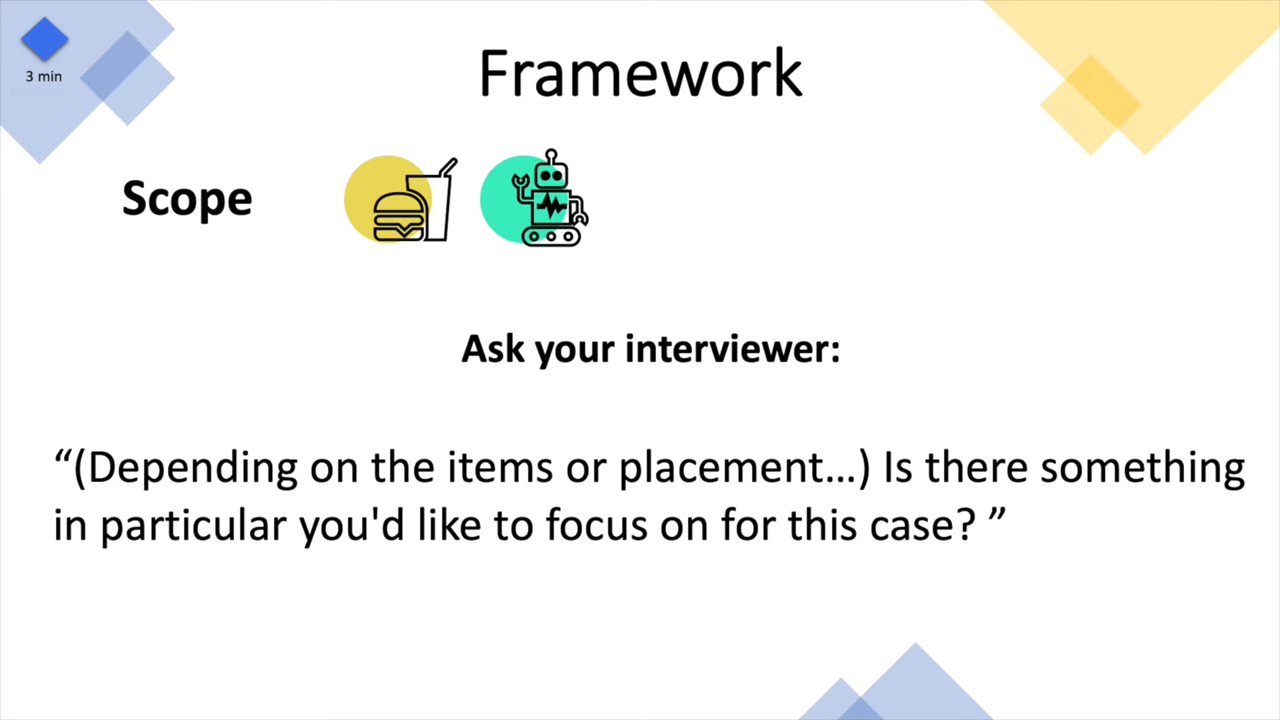 3 min
Framework
Scope
Ask your interviewer:
“(Depending on the items or placement...) Is there something
in particular you'd like to focus on for this case? ”